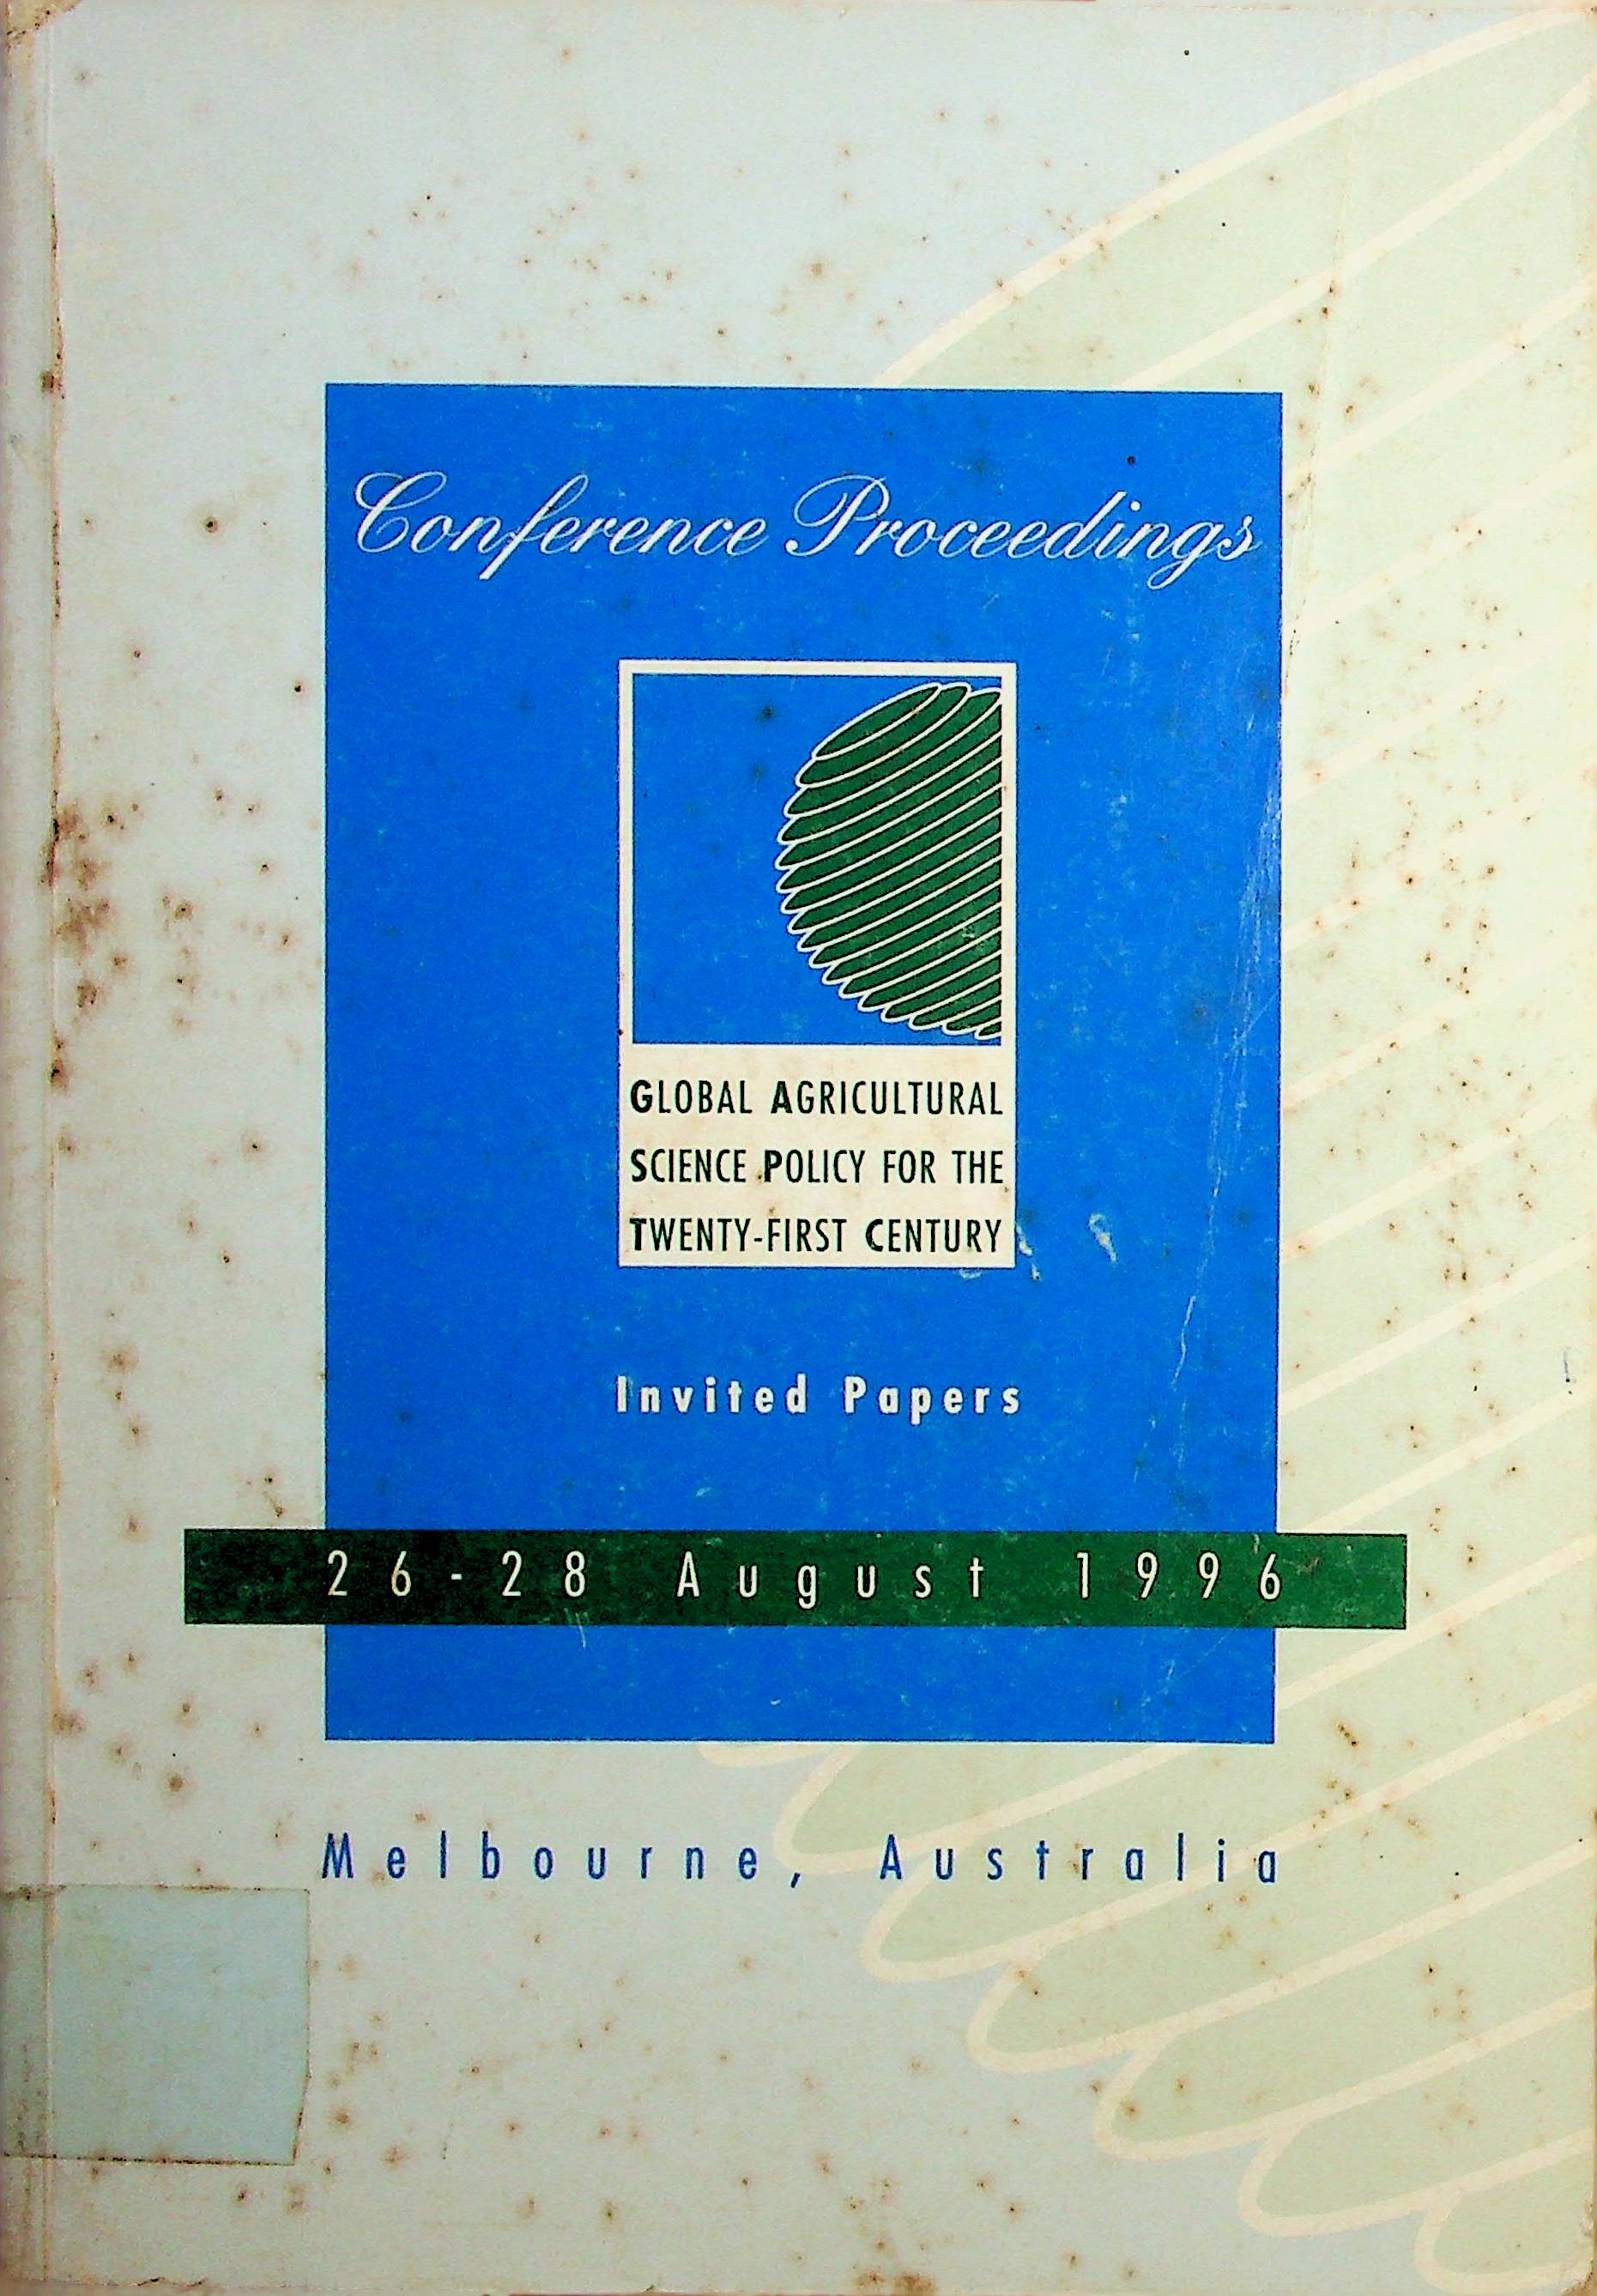 Conference Proceedings
GLOBAL AGRICULTURAL
SCIENCE POLICY FOR THE
TWENTY-FIRST CENTURY
Invited Papers
26-28 August 1996
Melbourne, Australia